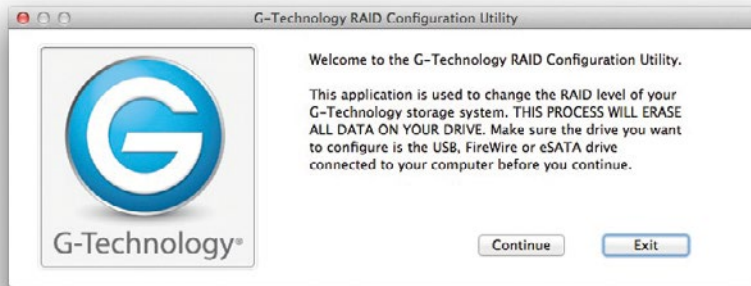 G-Technology RAID Configuration Utility
Welcome to the G-Technology RAID Configuration Utility.
This application is used to change the RAID level of your
G-Technology storage system. THIS PROCESS WILL ERASE
ALL DATA ON YOUR DRIVE. Make sure the drive you want
to configure is the USB, FireWire or eSATA drive
connected to your computer before you continue.
G
G-Technology®
Continue
Exit